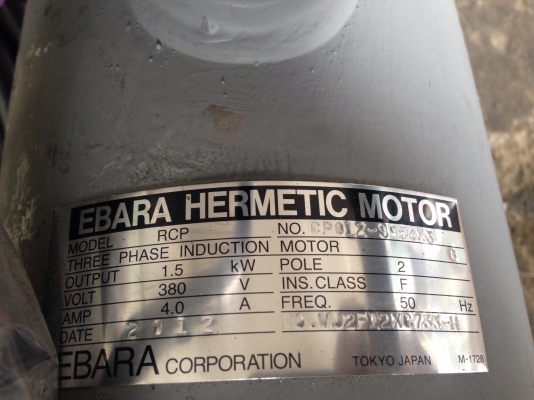 EBARA HERMETIC MOTOR
MODEL RCP NO.
THREE PHASE INDUCTION MOTOR
OUTPUT 1.5 kW POLE 2
VOLT 380 V INS.CLASS F
AMP 4.0 A FREQ. 50 Hz
DATE 2012
EBARA CORPORATION TOKYO JAPAN M-1728